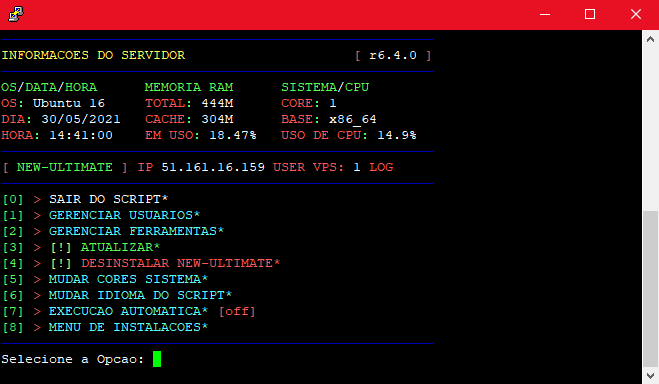 INFORMACOES DO SERVIDOR [ r6.4.0 ]
OS/DATA/HORA MEMORIA RAM SISTEMA/CPU
OS: Ubuntu 16 TOTAL: 444M CORE: 1
DIA: 30/05/2021 CACHE: 304M BASE: x86_64
HORA: 14:41:00 EM USO: 18.47% USO DE CPU: 14.9%
[ NEW-ULTIMATE ] IP 51.161.16.159 USER VPS: 1 LOG
[0] > SAIR DO SCRIPT*
[1] > GERENCIAR USUARIOS*
[2] > GERENCIAR FERRAMENTAS*
[3] > [!] ATUALIZAR*
[4] > [!] DESINSTALAR NEW-ULTIMATE*
[5] > MUDAR CORES SISTEMA*
[6] > MUDAR IDIOMA DO SCRIPT*
[7] > EXECUCAO AUTOMATICA* [off]
[8] > MENU DE INSTALACOES*
Selecione a Opcao: